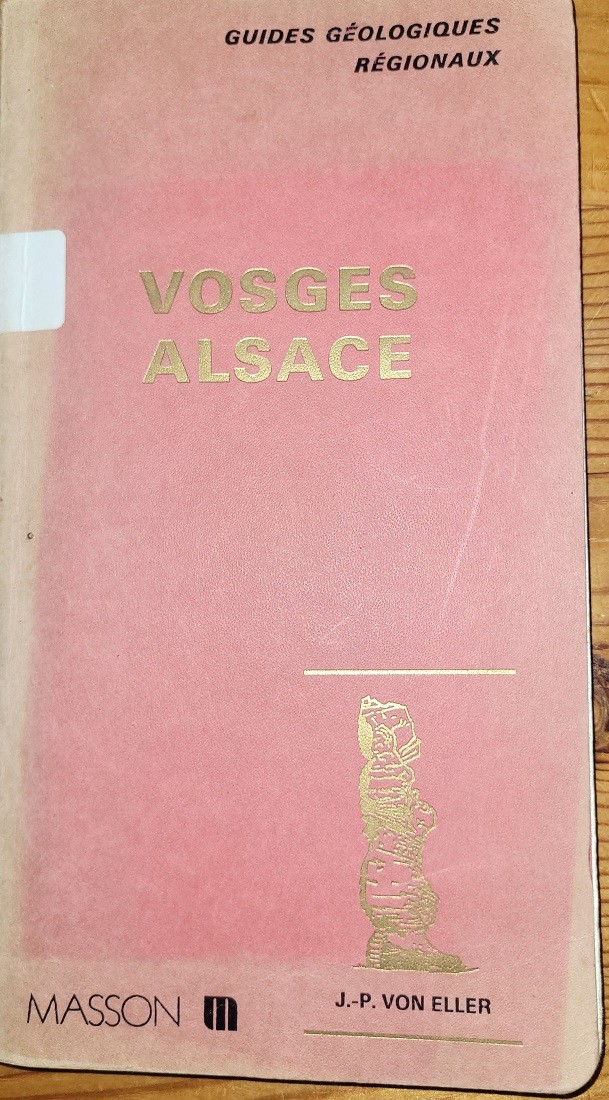 GUIDES GÉOLOGIQUES
RÉGIONAUX
VOSGES
ALSACE
MASSON m
J.-P. VON ELLER